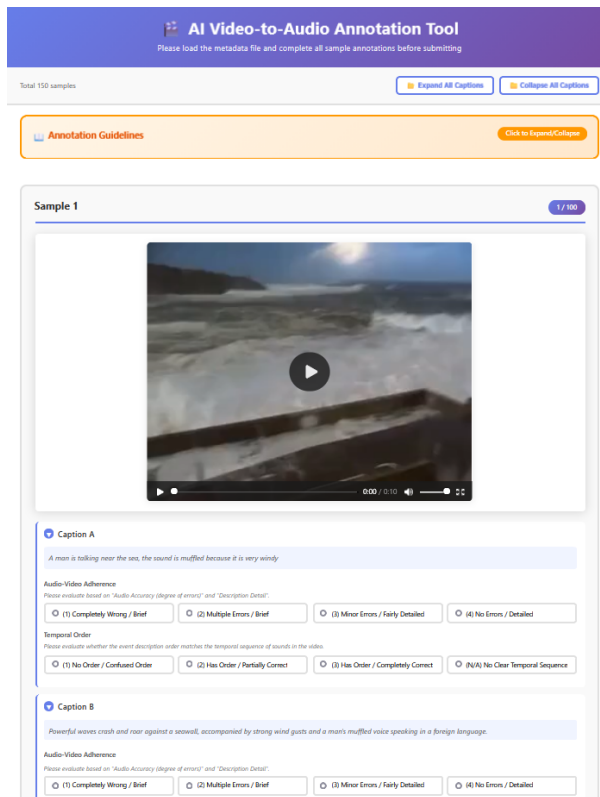 AI Video-to-Audio Annotation Tool
Please load the metadata file and complete all sample annotations before submitting
Total 150 samples
Expand All Captions
Collapse All Captions
Annotation Guidelines
Click to Expand/Collapse
Sample 1
1 / 100
0:00 / 0:10
Caption A
A man is talking near the sea, the sound is muffled because it is very windy
Audio-Video Adherence
Please evaluate based on "Audio Accuracy (degree of errors)" and "Description Detail".
(1) Completely Wrong / Brief
(2) Multiple Errors / Brief
(3) Minor Errors / Fairly Detailed
(4) No Errors / Detailed
Temporal Order
Please evaluate whether the event description order matches the temporal sequence of sounds in the video.
(1) No Order / Confused Order
(2) Has Order / Partially Correct
(3) Has Order / Completely Correct
(N/A) No Clear Temporal Sequence
Caption B
Powerful waves crash and roar against a seawall, accompanied by strong wind gusts and a man's muffled voice speaking in a foreign language.
Audio-Video Adherence
Please evaluate based on "Audio Accuracy (degree of errors)" and "Description Detail".
(1) Completely Wrong / Brief
(2) Multiple Errors / Brief
(3) Minor Errors / Fairly Detailed
(4) No Errors / Detailed